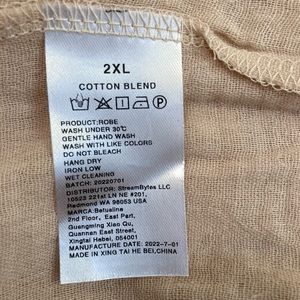 2XL
COTTON BLEND
PRODUCT:ROBE
WASH UNDER 30℃
GENTLE HAND WASH
WASH WITH LIKE COLORS
DO NOT BLEACH
HANG DRY
IRON LOW
WET CLEANING
BATCH: 20220701
DISTRIBUTOR: StreamBytes LLC
10523 221st LN NE #201,
Redmond WA 98053 USA
MARCA:Betusline
2nd Floor, East Part,
Guangming Xiao Qu,
Quannan East Street,
Xingtai Hebei, 054001
MANUFACTURE DATE: 2022-7-01
MADE IN XING TAI HE BEI,CHINA